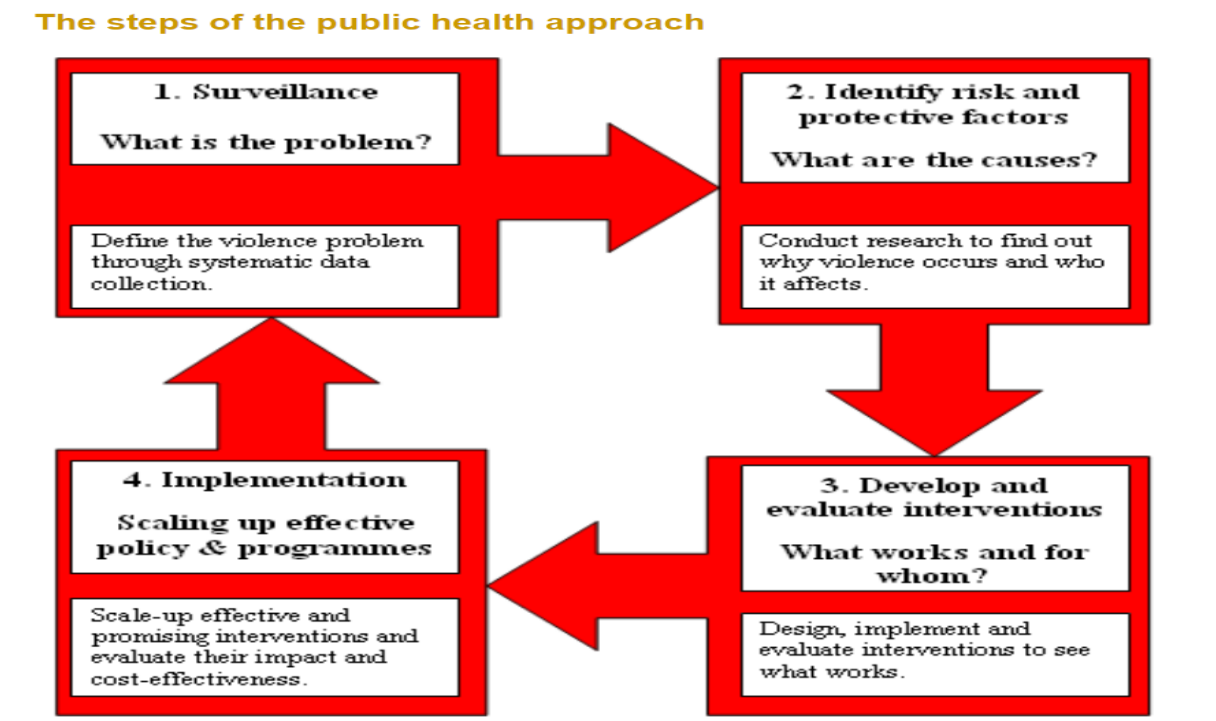 The steps of the public health approach
1. Surveillance
What is the problem?
Define the violence problem
through systematic data
collection.
2. Identify risk and
protective factors
What are the causes?
Conduct research to find out
why violence occurs and who
it affects.
3. Develop and
evaluate interventions
What works and for
whom?
Design, implement and
evaluate interventions to see
what works.
4. Implementation
Scaling up effective
policy & programmes
Scale-up effective and
promising interventions and
evaluate their impact and
cost-effectiveness.